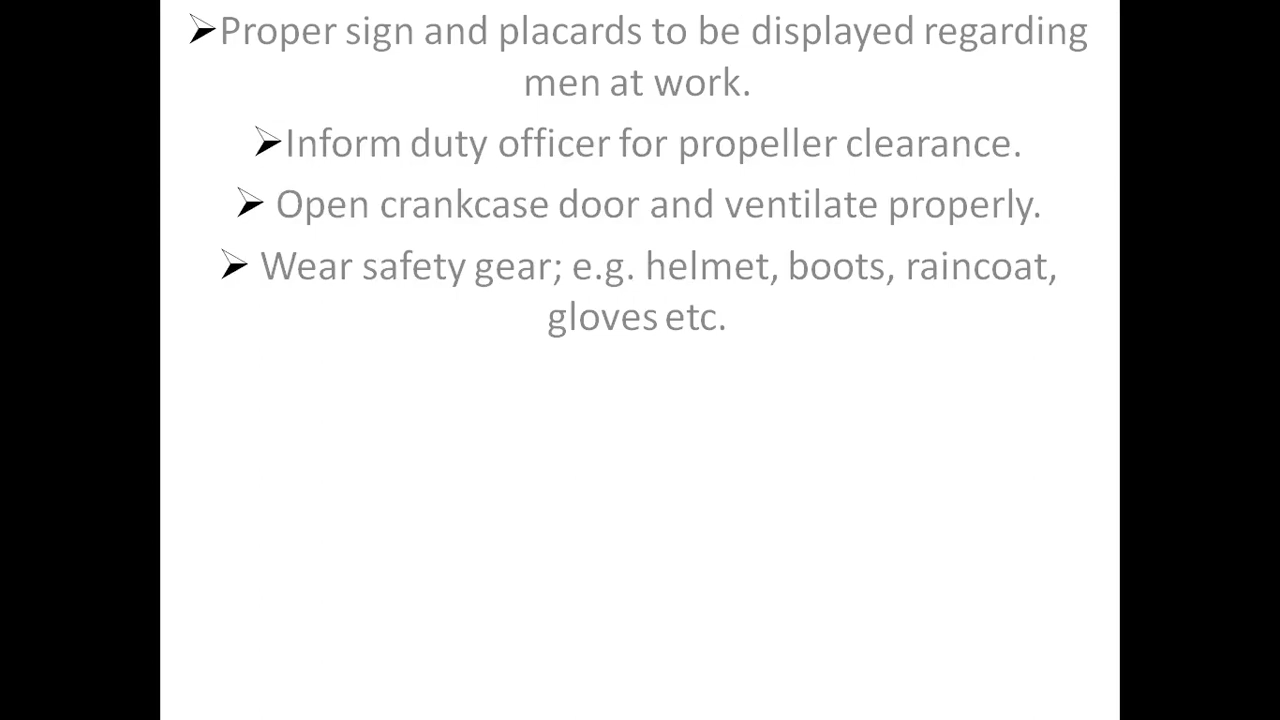 ➢Proper sign and placards to be displayed regarding
men at work.
➢Inform duty officer for propeller clearance.
➢ Open crankcase door and ventilate properly.
➢ Wear safety gear; e.g. helmet, boots, raincoat,
gloves etc.